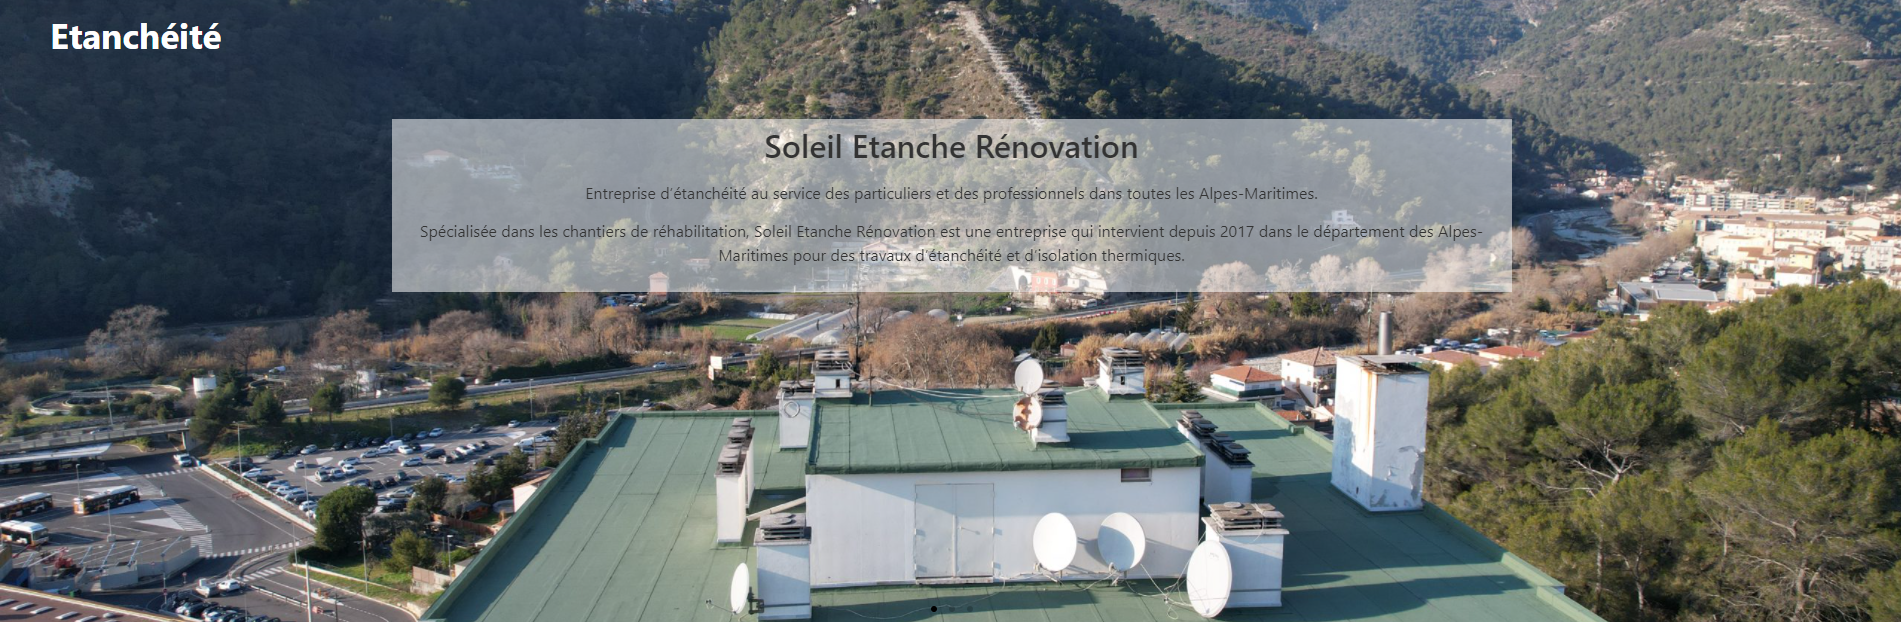 Etanchéité
Soleil Etanche Rénovation
Entreprise d'étanchéité au service des particuliers et des professionnels dans toutes les Alpes-Maritimes.
Spécialisée dans les chantiers de réhabilitation, Soleil Etanche Rénovation est une entreprise qui intervient depuis 2017 dans le département des Alpes-
Maritimes pour des travaux d'étanchéité et d'isolation thermiques.